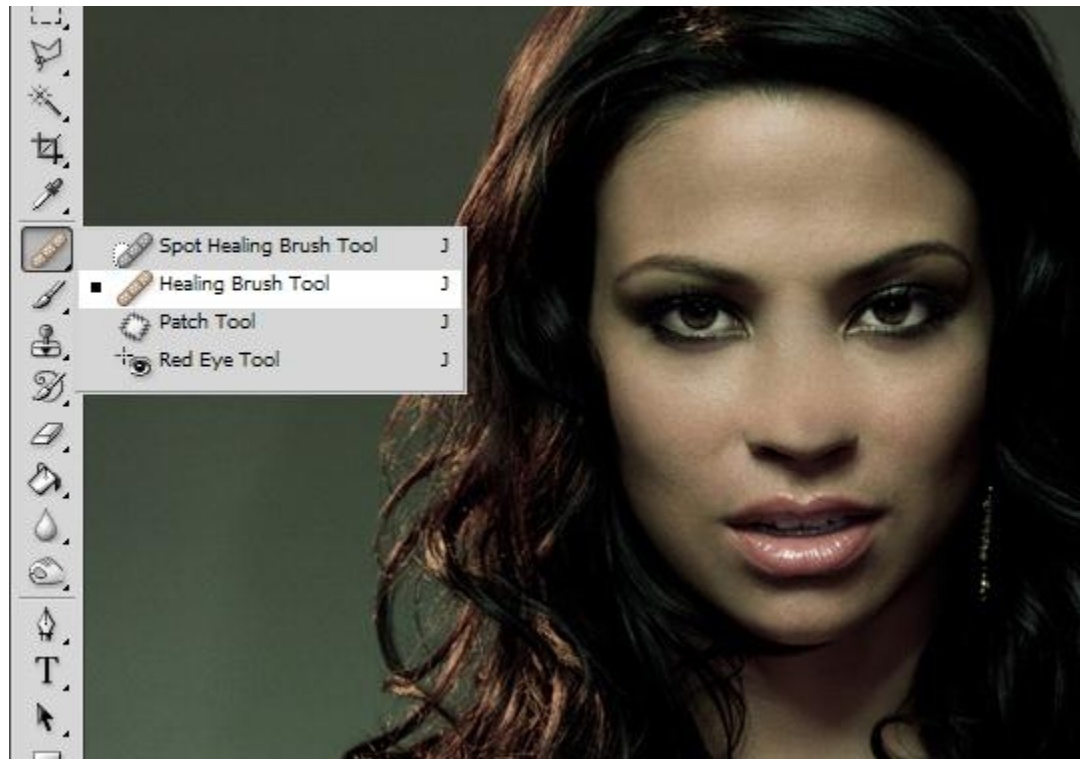 Spot Healing Brush Tool J
Healing Brush Tool J
Patch Tool J
Red Eye Tool J
T